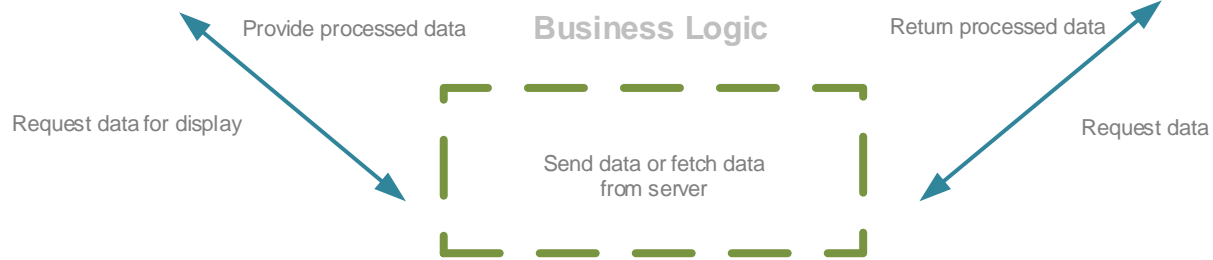 Provide processed data
Business Logic
Return processed data
Request data for display
Request data
Send data or fetch data
from server